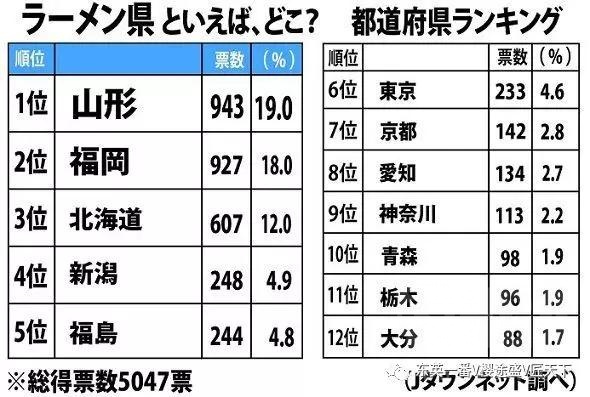 ラーメン県 といえば、どこ? 都道府県ランキング
順位 票数 (%)
1位 山形 943 19.0
2位 福岡 927 18.0
3位 北海道 607 12.0
4位 新潟 248 4.9
5位 福島 244 4.8
※総得票数5047票
票数 (%)
順位
6位 東京 233 4.6
7位 京都 142 2.8
8位 愛知 134 2.7
9位 神奈川 113 2.2
10位 青森 98 1.9
11位 栃木 96 1.9
12位 大分 88 1.7
(Jタウンネット調べ)